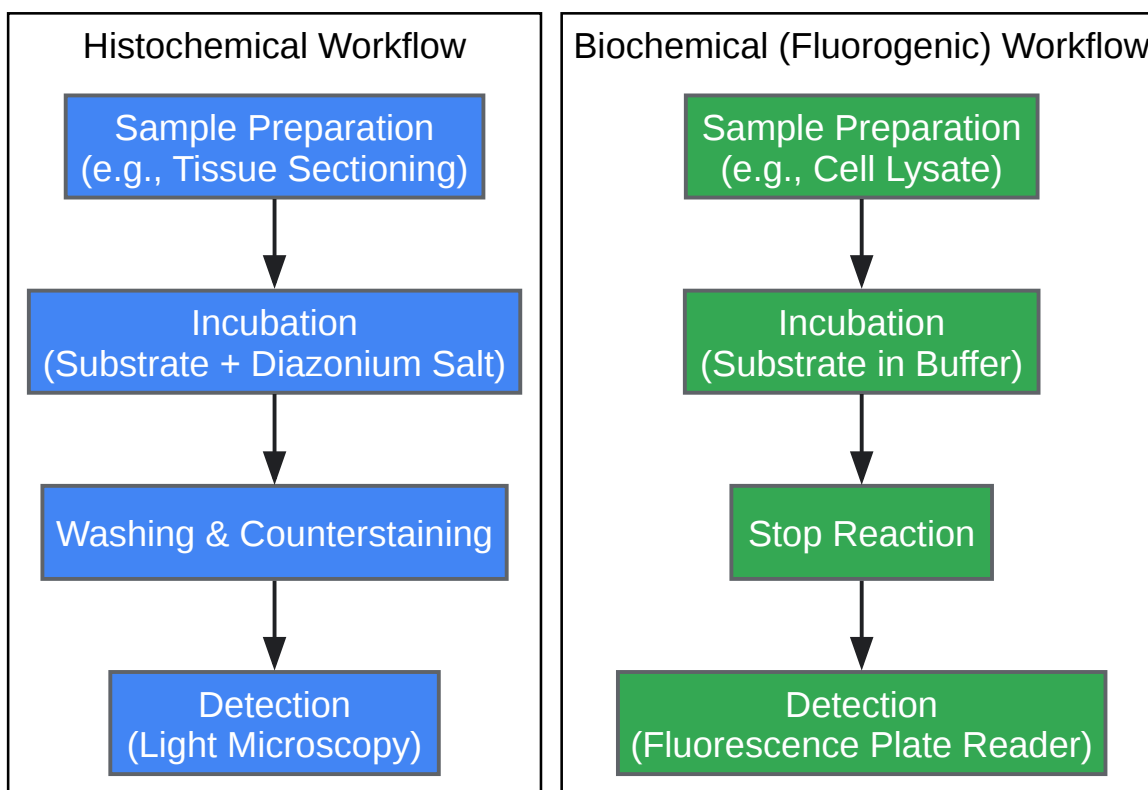 Histochemical Workflow
Sample Preparation
(e.g., Tissue Sectioning)
Incubation
(Substrate + Diazonium Salt)
Washing & Counterstaining
Detection
(Light Microscopy)
Biochemical (Fluorogenic) Workflow
Sample Preparation
(e.g., Cell Lysate)
Incubation
(Substrate in Buffer)
Stop Reaction
Detection
(Fluorescence Plate Reader)